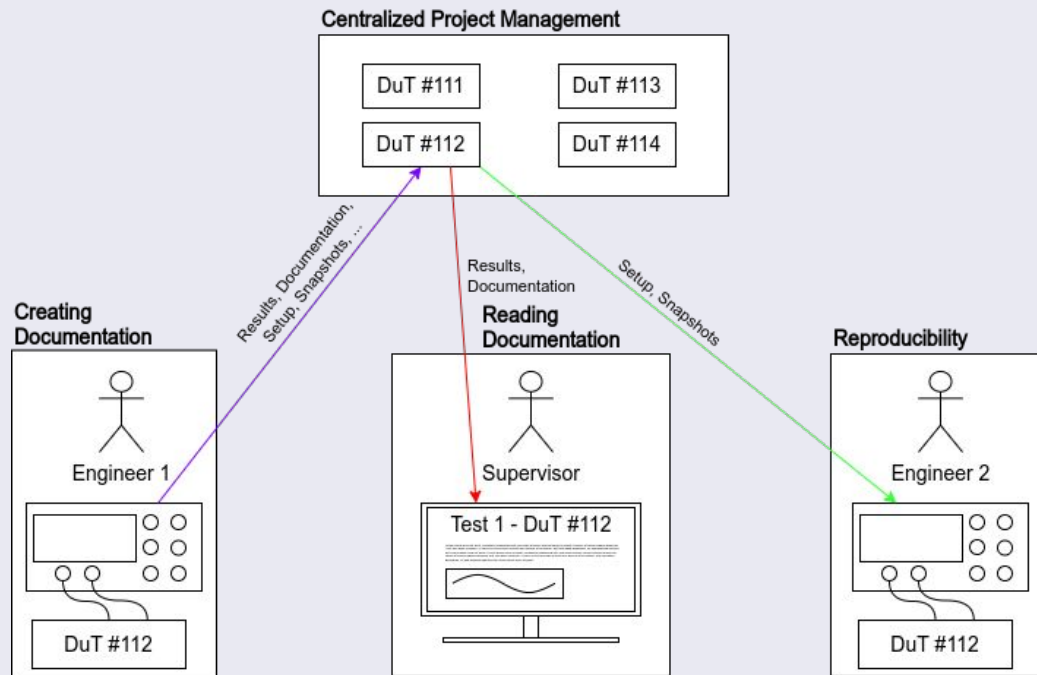 Centralized Project Management
DuT #111
DuT #113
DuT #112
DuT #114
Results, Documentation,
Setup, Snapshots, ...
Results,
Documentation
Setup, Snapshots
Creating
Documentation
Engineer 1
DuT #112
Reading
Documentation
Supervisor
Test 1 - DuT #112
Reproducibility
Engineer 2
DuT #112